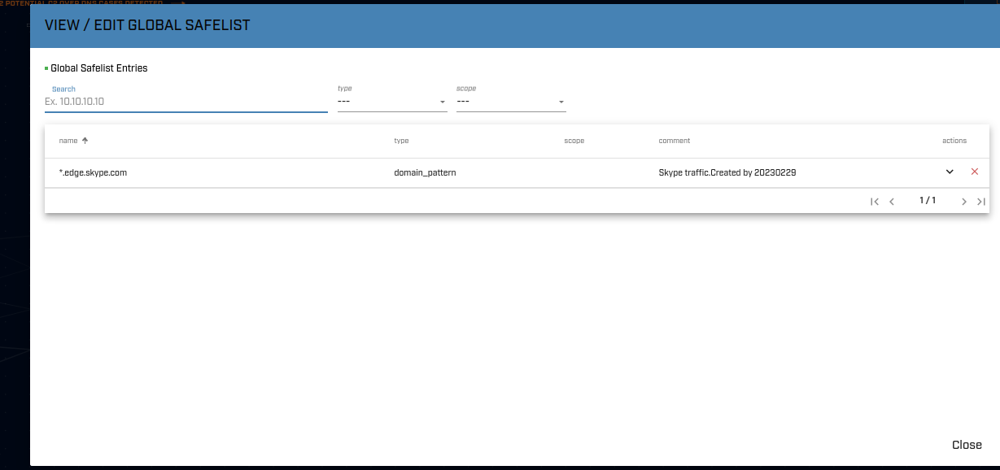 2 POTENTIAL C2 OVER DNS CASES DETECTED
VIEW / EDIT GLOBAL SAFELIST
Global Safelist Entries
Search
type
scope
Ex. 10.10.10.10
---
---
name
type
scope
comment
actions
*.edge.skype.com
domain_pattern
Skype traffic.Created by 20230229
1 / 1
Close